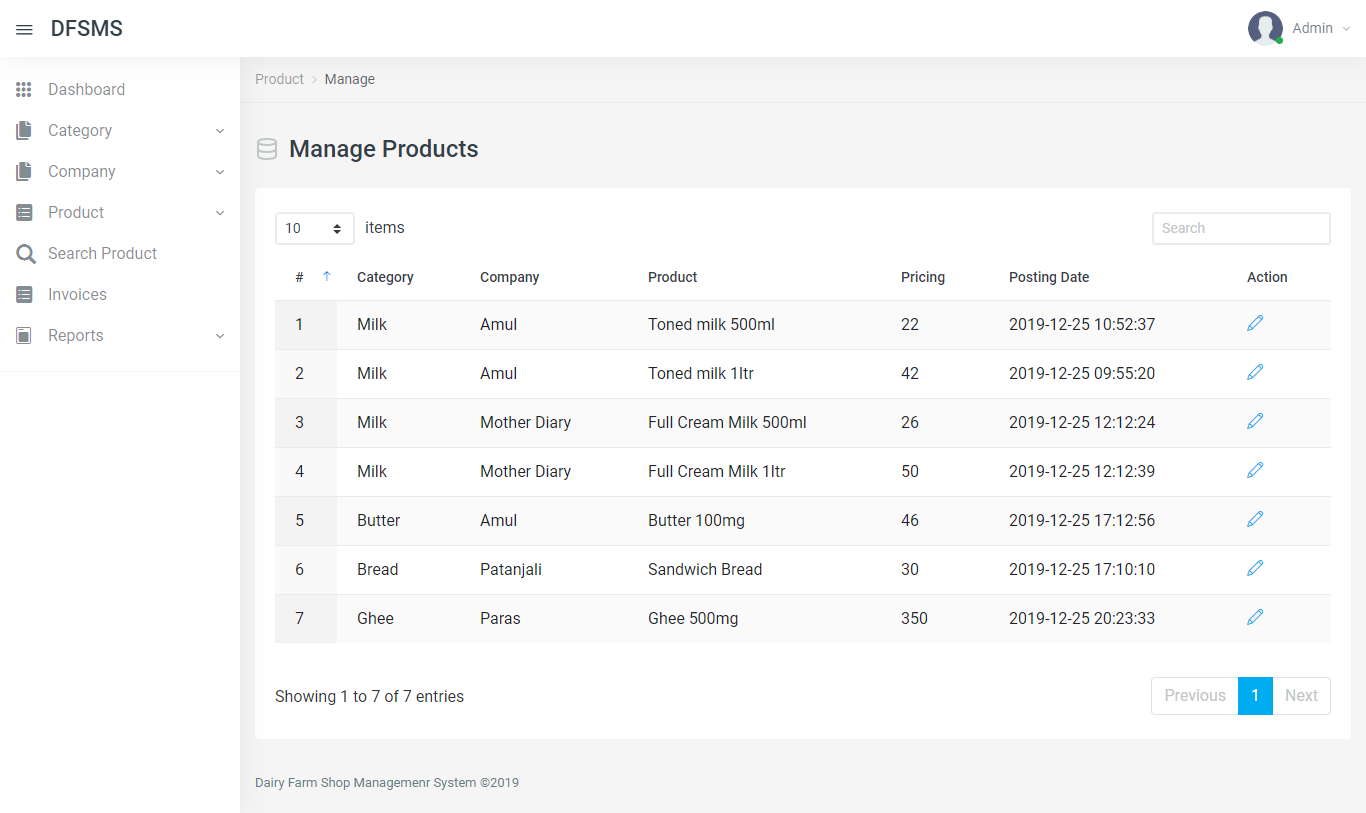 DFSMS
Admin
Dashboard
Category
Company
Product
Search Product
Invoices
Reports
Product > Manage
Manage Products
10 items
Search
# Category Company Product Pricing Posting Date Action
1 Milk Amul Toned milk 500ml 22 2019-12-25 10:52:37
2 Milk Amul Toned milk 1ltr 42 2019-12-25 09:55:20
3 Milk Mother Diary Full Cream Milk 500ml 26 2019-12-25 12:12:24
4 Milk Mother Diary Full Cream Milk 1ltr 50 2019-12-25 12:12:39
5 Butter Amul Butter 100mg 46 2019-12-25 17:12:56
6 Bread Patanjali Sandwich Bread 30 2019-12-25 17:10:10
7 Ghee Paras Ghee 500mg 350 2019-12-25 20:23:33
Showing 1 to 7 of 7 entries
Previous 1 Next
Dairy Farm Shop Managemenr System ©2019